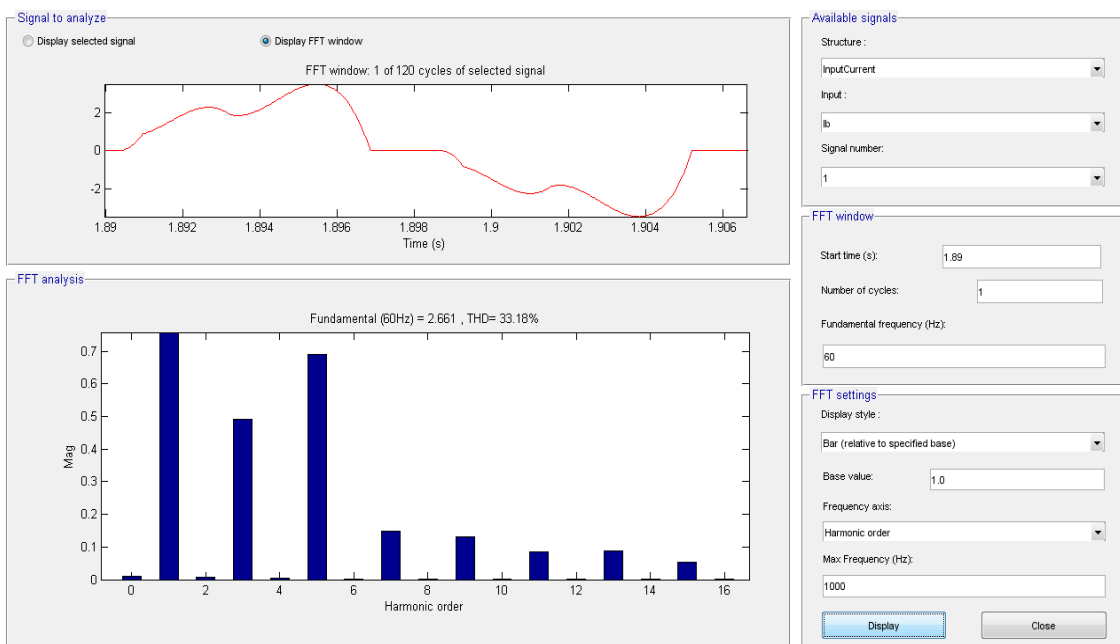 Signal to analyze
Display selected signal
Display FFT window
FFT window: 1 of 120 cycles of selected signal
2
0
-2
1.89 1.892 1.894 1.896 1.898 1.9 1.902 1.904 1.906
Time (s)
FFT analysis
Fundamental (60Hz) = 2.661 , THD= 33.18%
Mag
0.7
0.6
0.5
0.4
0.3
0.2
0.1
0
0 2 4 6 8 10 12 14 16
Harmonic order
Available signals
Structure :
InputCurrent
Input :
Ib
Signal number:
1
FFT window
Start time (s): 1.89
Number of cycles: 1
Fundamental frequency (Hz):
60
FFT settings
Display style :
Bar (relative to specified base)
Base value: 1.0
Frequency axis:
Harmonic order
Max Frequency (Hz):
1000
Display Close